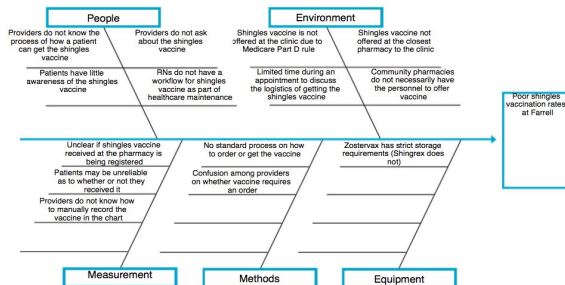 People
Environment
Providers do not know the
process of how a patient
can get the shingles
vaccine
Providers do not ask
about the shingles
vaccine
Shingles vaccine is not
offered at the clinic due to
Medicare Part D rule
Shingles vaccine not
offered at the closest
pharmacy to the clinic
Patients have little
awareness of the shingles
vaccine
RNs do not have a
workflow for shingles
vaccine as part of
healthcare maintenance
Limited time during an
appointment to discuss
the logistics of getting the
shingles vaccine
Community pharmacies
do not necessarily have
the personnel to offer
vaccine
Poor shingles
vaccination rates
at Farrell
Unclear if shingles vaccine
received at the pharmacy is
being registered
Patients may be unreliable
as to whether or not they
received it
Providers do not know how
to manually record the
vaccine in the chart
No standard process on how
to order or get the vaccine
Confusion among providers
on whether vaccine requires
an order
Zostervax has strict storage
requirements (Shingrex does
not)
Measurement
Methods
Equipment